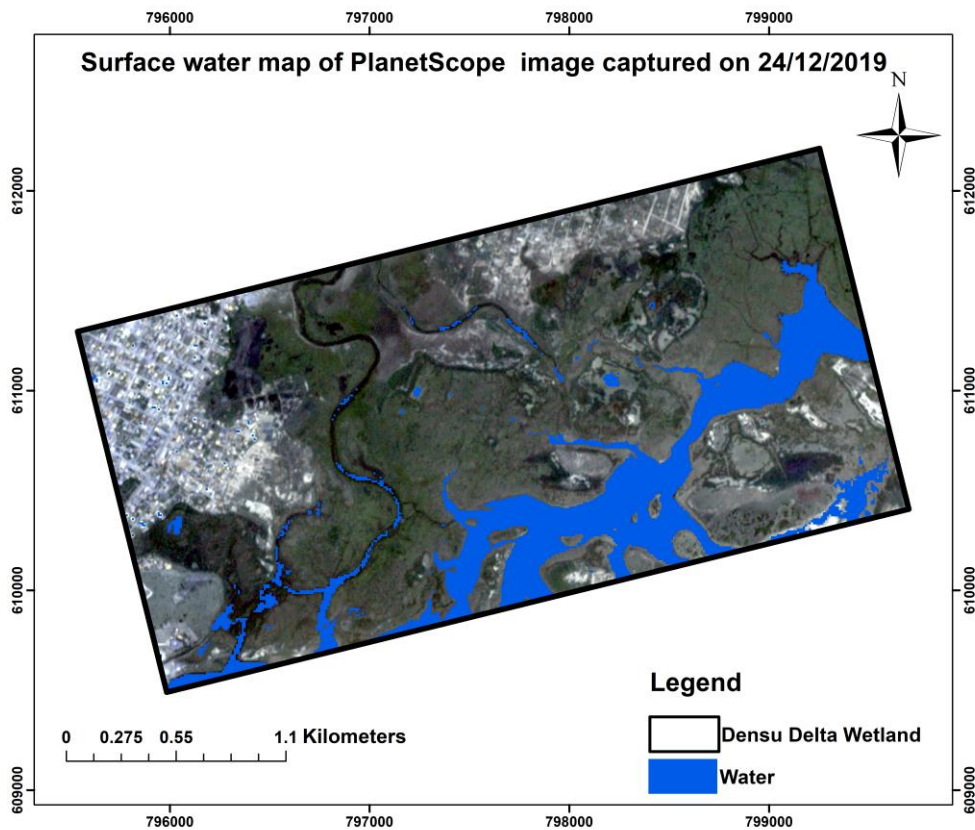 796000 797000 798000 799000
Surface water map of PlanetScope image captured on 24/12/2019
N
612000 612000
611000 611000
610000 610000
Legend
0 0.275 0.55 1.1 Kilometers
Densu Delta Wetland
Water
609000 609000
796000 797000 798000 799000